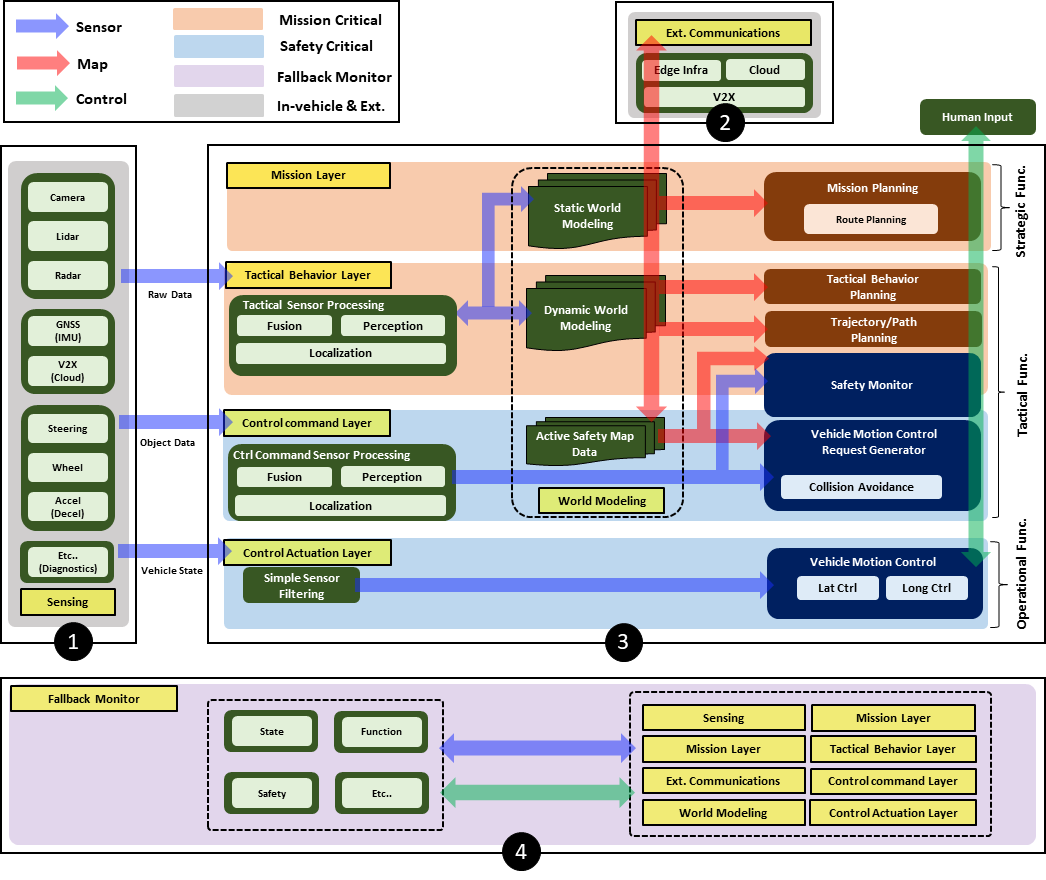 Sensor
Map
Control
Mission Critical
Safety Critical
Fallback Monitor
In-vehicle & Ext.
Ext. Communications
Edge Infra
Cloud
V2X
2
Human Input
Camera
Lidar
Radar
GNSS
(IMU)
V2X
(Cloud)
Steering
Wheel
Accel
(Decel)
Etc..
(Diagnostics)
Sensing
1
Raw Data
Object Data
Vehicle State
Mission Layer
Static World
Modeling
Mission Planning
Route Planning
Strategic Func.
Tactical Behavior Layer
Tactical Sensor Processing
Fusion
Perception
Localization
Dynamic World
Modeling
Tactical Behavior
Planning
Trajectory/Path
Planning
Safety Monitor
Tactical Func.
Control command Layer
Ctrl Command Sensor Processing
Fusion
Perception
Localization
Active Safety Map
Data
World Modeling
Vehicle Motion Control
Request Generator
Collision Avoidance
Control Actuation Layer
Simple Sensor
Filtering
Vehicle Motion Control
Lat Ctrl
Long Ctrl
Operational Func.
3
Fallback Monitor
State
Function
Safety
Etc..
Sensing
Mission Layer
Mission Layer
Tactical Behavior Layer
Ext. Communications
Control command Layer
World Modeling
Control Actuation Layer
4